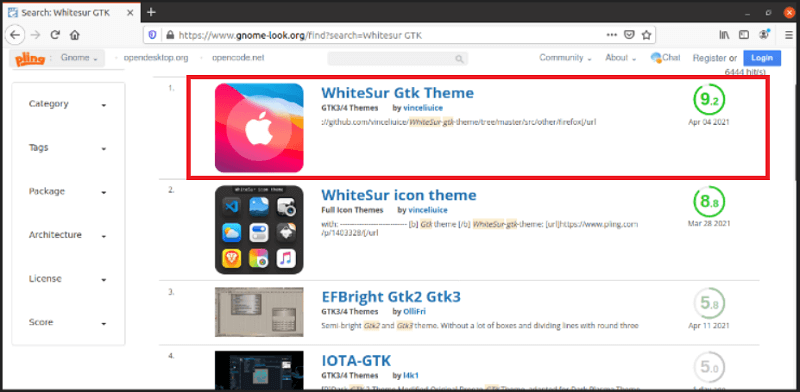 Search: Whitesur GTK
https://www.gnome-look.org/find?search=Whitesur GTK
pling
Gnome
opendesktop.org
opencode.net
Community
About
Chat
Register or
Login
6444 hit(s)
Category
Tags
Package
Architecture
License
Score
1.
WhiteSur Gtk Theme
GTK3/4 Themes by vinceliuice
://github.com/vinceliuice/WhiteSur-gtk-theme/tree/master/src/other/firefox[/url
9.2
Apr 04 2021
2.
WhiteSur icon theme
WhiteSur icon theme
Full Icon Themes by vinceliuice
with: ---------------------------- [b] Gtk theme [/b] WhiteSur-gtk-theme: [url]https://www.pling.com
/p/1403328/[/url
8.8
Mar 28 2021
3.
EFBright Gtk2 Gtk3
GTK3/4 Themes by OlliFri
Semi-bright Gtk2 and Gtk3 theme. Without a lot of boxes and dividing lines with round three
5.8
Apr 11 2021
4.
IOTA-GTK
GTK3/4 Themes by l4k1
5.0